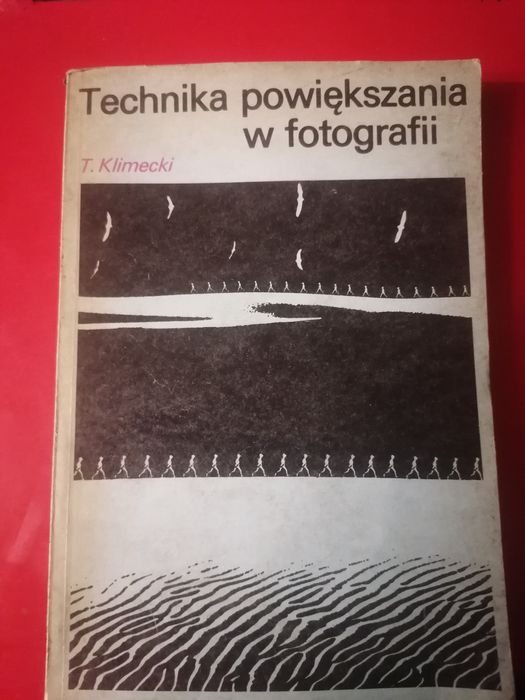 Technika powiększania
w fotografii
T. Klimecki